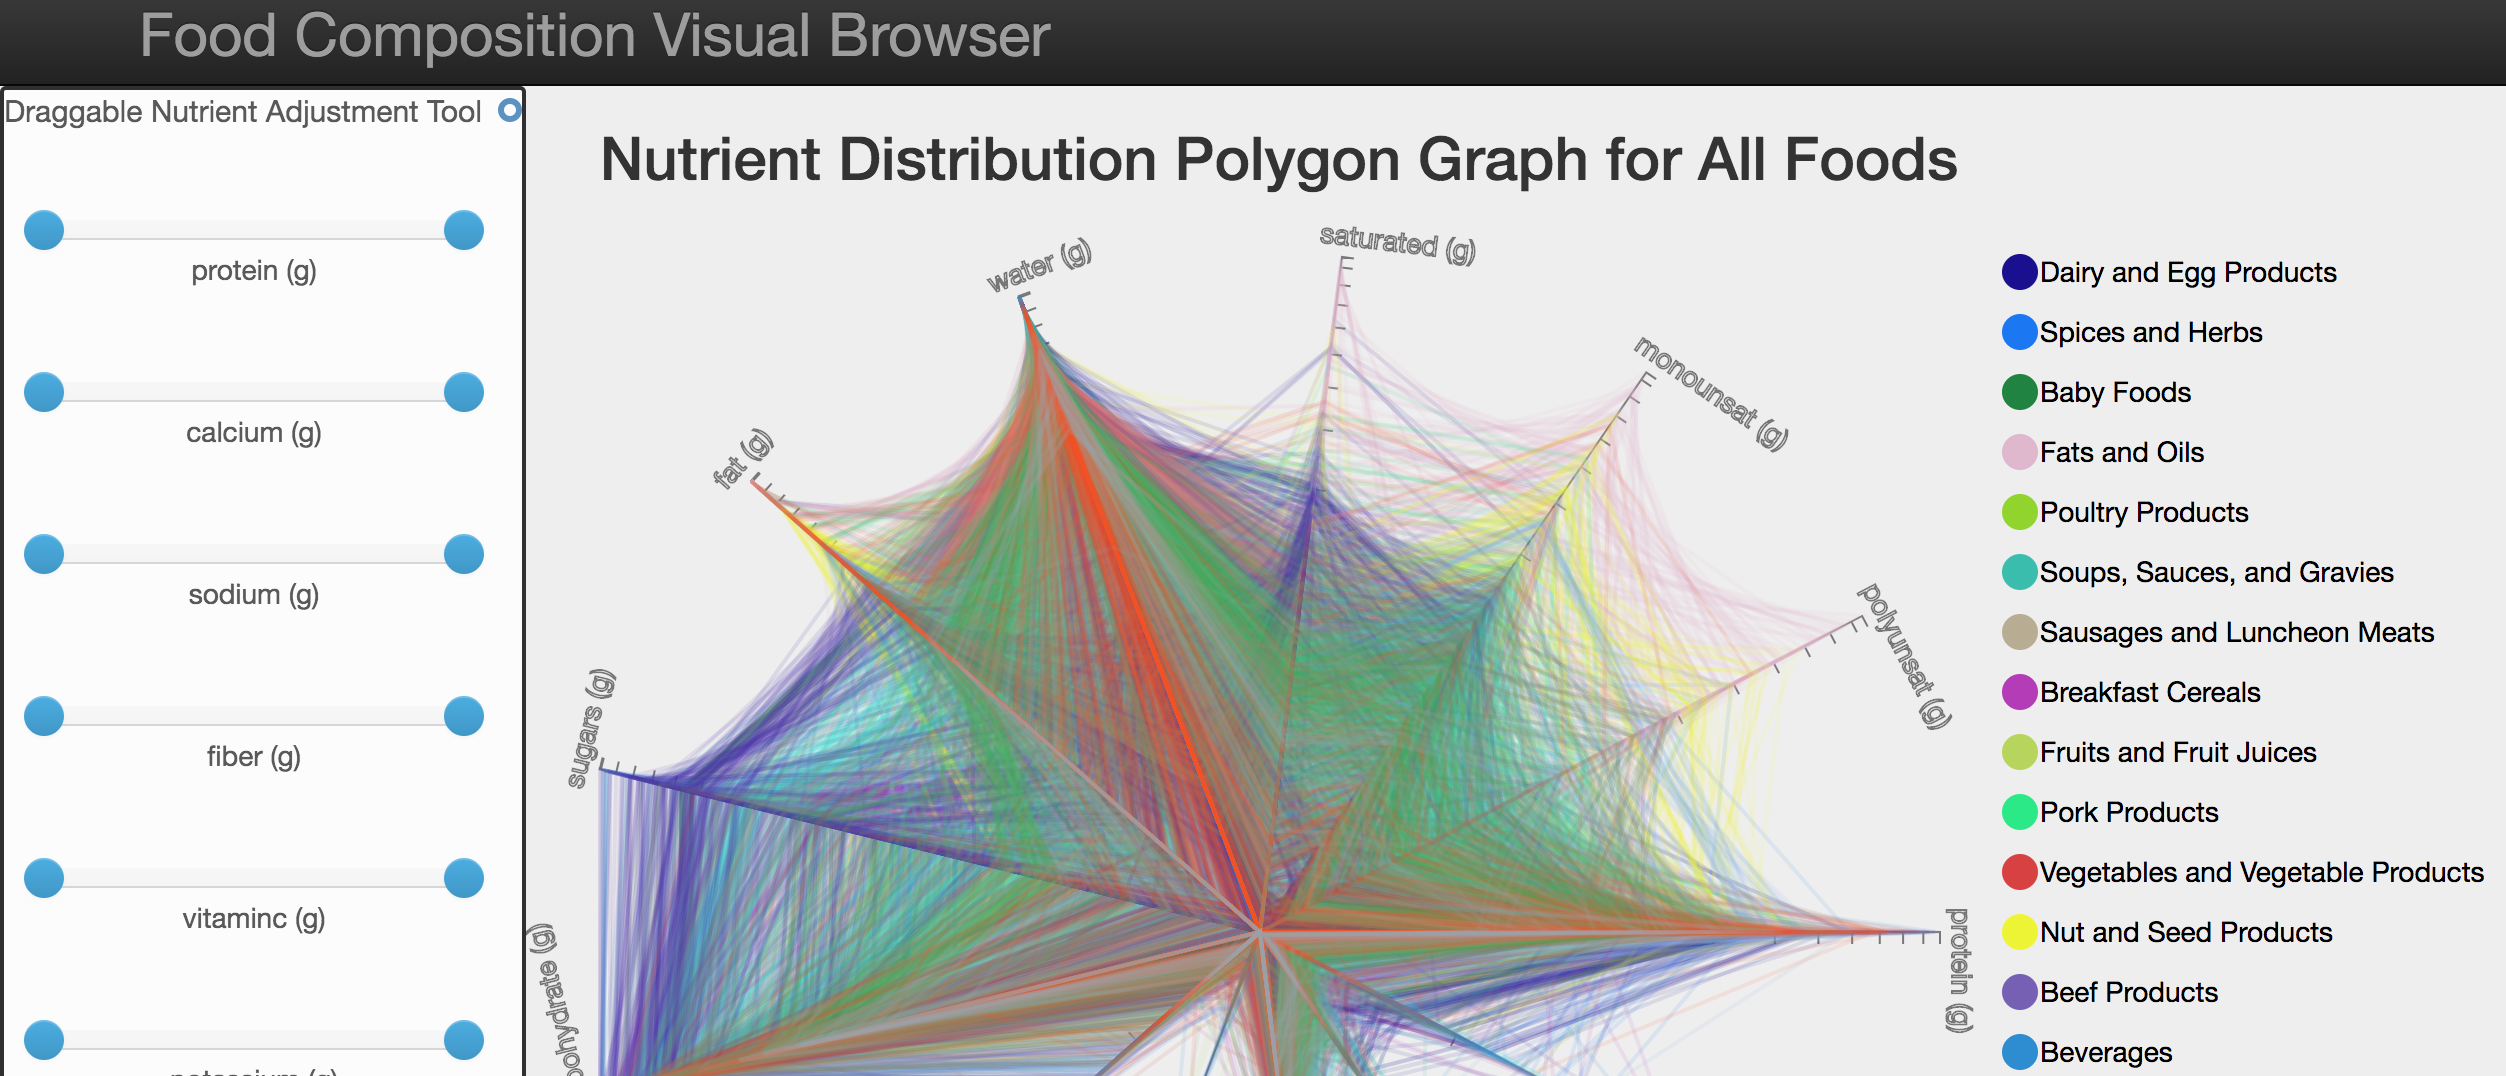 Food Composition Visual Browser
Draggable Nutrient Adjustment Tool
protein (g)
calcium (g)
sodium (g)
fiber (g)
vitaminc (g)
Nutrient Distribution Polygon Graph for All Foods
water (g)
saturated (g)
monounsat (g)
fat (g)
polyunsat (g)
sugars (g)
protein (g)
Dairy and Egg Products
Spices and Herbs
Baby Foods
Fats and Oils
Poultry Products
Soups, Sauces, and Gravies
Sausages and Luncheon Meats
Breakfast Cereals
Fruits and Fruit Juices
Pork Products
Vegetables and Vegetable Products
Nut and Seed Products
Beef Products
Beverages